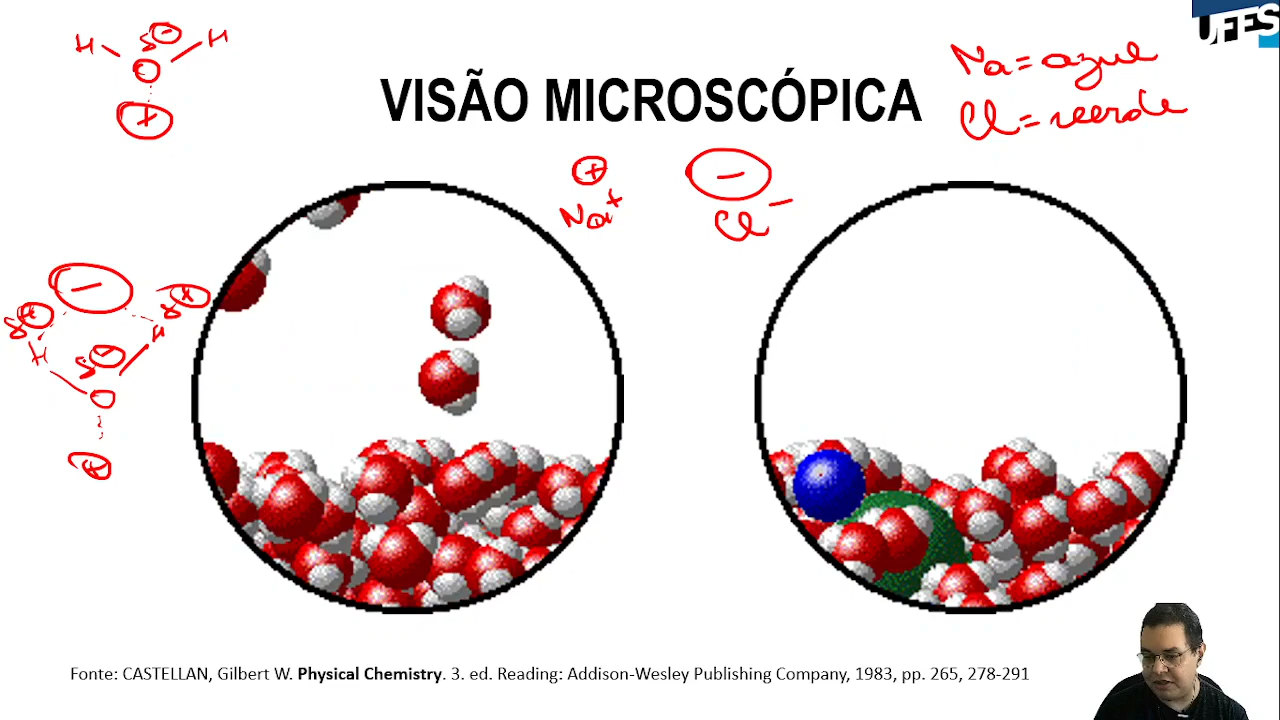 UFES
H δ⊖ H
O
+
Na = azul
Cl = verde
VISÃO MICROSCÓPICA
+
Na+
−
Cl−
−
δ+ δ+
H H
δ−
O
+
Fonte: CASTELLAN, Gilbert W. Physical Chemistry. 3. ed. Reading: Addison-Wesley Publishing Company, 1983, pp. 265, 278-291